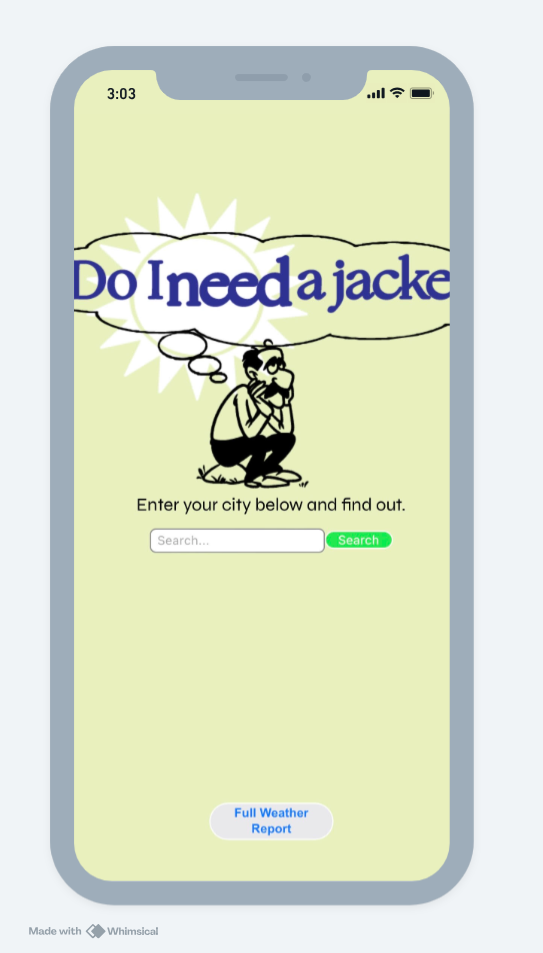 3:03
Do I need a jacke
Enter your city below and find out.
Search... Search
Full Weather
Report
Made with Whimsical